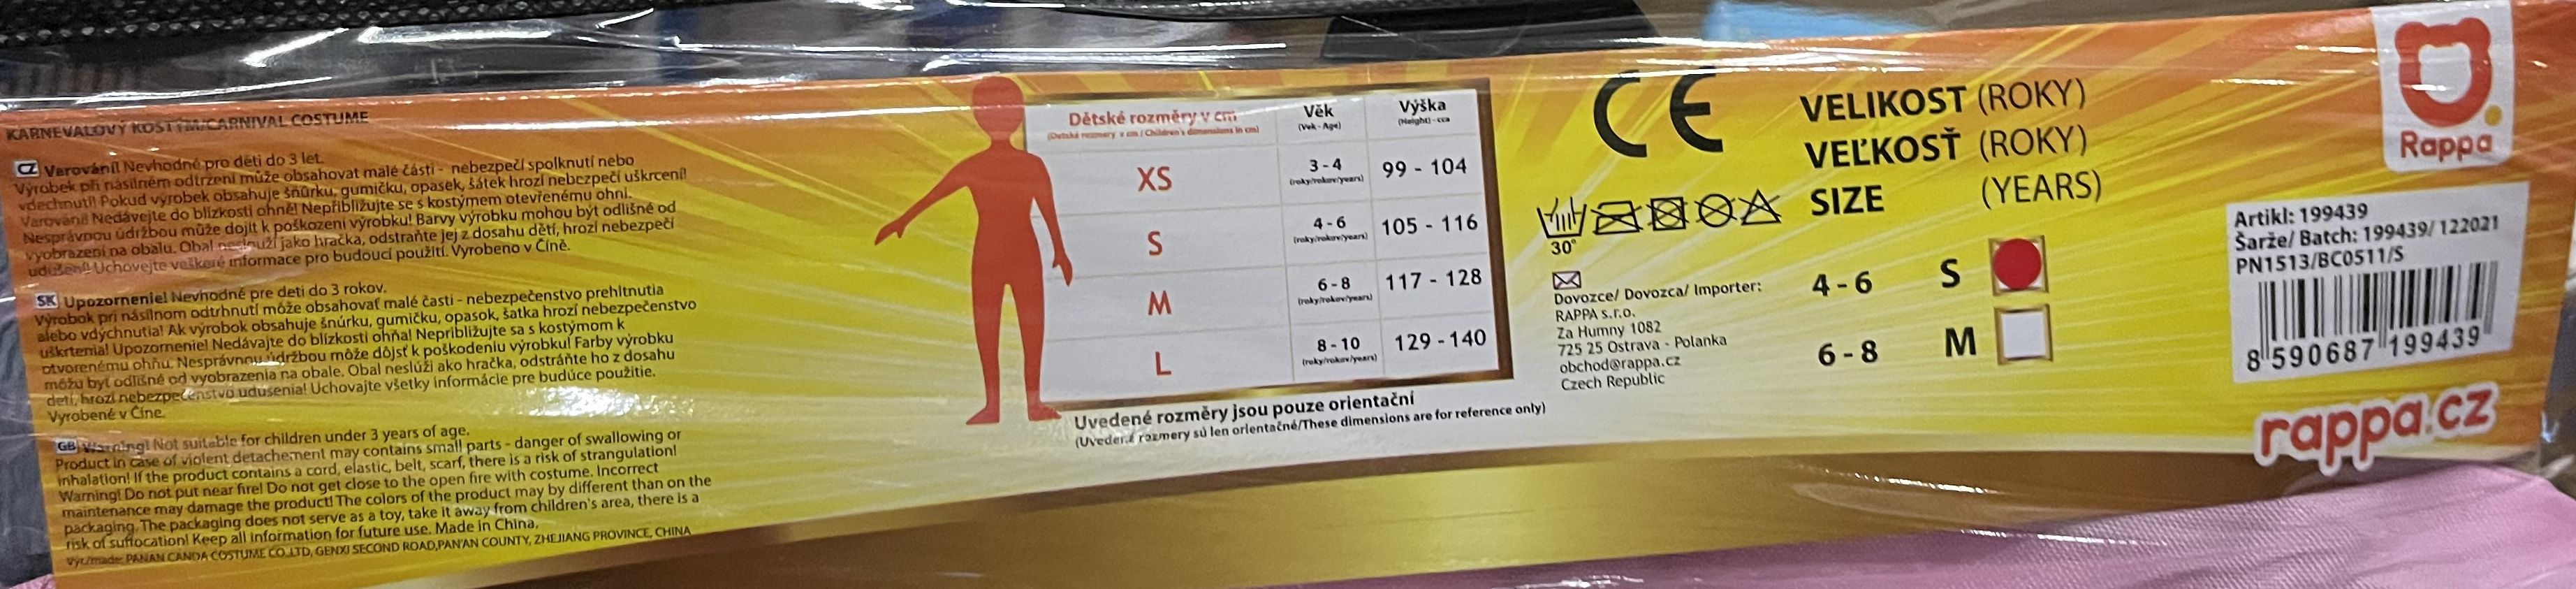 KARNEVALOVÝ KOSTÝM/CARNIVAL COSTUME
CZ Varování! Nevhodné pro děti do 3 let.
Výrobek při násilném odtržení může obsahovat malé části - nebezpečí spolknutí nebo
vdechnutí! Pokud výrobek obsahuje šňůrku, gumičku, opasek, šátek hrozí nebezpečí uškrcení!
Varování! Nedávejte do blízkosti ohně! Nepřibližujte se s kostýmem otevřenému ohni.
Nesprávnou údržbou může dojít k poškození výrobku! Barvy výrobku mohou být odlišné od
vyobrazení na obalu. Obal neslouží jako hračka, odstraňte jej z dosahu dětí, hrozí nebezpečí
udušení! Uchovejte veškeré informace pro budoucí použití. Vyrobeno v Číně.
SK Upozornenie! Nevhodné pre deti do 3 rokov.
Výrobok pri násilnom odtrhnutí môže obsahovať malé časti - nebezpečenstvo prehltnutia
alebo vdýchnutia! Ak výrobok obsahuje šnúrku, gumičku, opasok, šatka hrozí nebezpečenstvo
uškrtenia! Upozornenie! Nedávajte do blízkosti ohňa! Nepribližujte sa s kostýmom k
otvorenému ohňu. Nesprávnou údržbou môže dôjsť k poškodeniu výrobku! Farby výrobku
môžu byť odlišné od vyobrazenia na obale. Obal neslúži ako hračka, odstráňte ho z dosahu
detí, hrozí nebezpečenstvo udušenia! Uchovajte všetky informácie pre budúce použitie.
Vyrobené v Číne.
GB Warning! Not suitable for children under 3 years of age.
Product in case of violent detachement may contains small parts - danger of swallowing or
inhalation! If the product contains a cord, elastic, belt, scarf, there is a risk of strangulation!
Warning! Do not put near fire! Do not get close to the open fire with costume. Incorrect
maintenance may damage the product! The colors of the product may by different than on the
packaging. The packaging does not serve as a toy, take it away from children's area, there is a
risk of suffocation! Keep all information for future use. Made in China.
Výr./made: PANAN CANDA COSTUME CO.,LTD, GENXI SECOND ROAD,PAN'AN COUNTY, ZHEJIANG PROVINCE, CHINA
Dětské rozměry v cm Věk Výška
(Detské rozmery v cm / Children's dimensions in cm) (Vek - Age) (Height) - cca
XS 3 - 4 99 - 104
(roky/rokov/years)
S 4 - 6 105 - 116
(roky/rokov/years)
M 6 - 8 117 - 128
(roky/rokov/years)
L 8 - 10 129 - 140
(roky/rokov/years)
Uvedené rozměry jsou pouze orientační
(Uvedené rozmery sú len orientačné/These dimensions are for reference only)
CE
30°
Dovozce/ Dovozca/ Importer:
RAPPA s.r.o.
Za Humny 1082
725 25 Ostrava - Polanka
obchod@rappa.cz
Czech Republic
VELIKOST (ROKY)
VEĽKOSŤ (ROKY)
SIZE (YEARS)
4 - 6 S
6 - 8 M
Rappa
Artikl: 199439
Šarže/ Batch: 199439/ 122021
PN1513/BC0511/S
8 590687 199439
rappa.cz